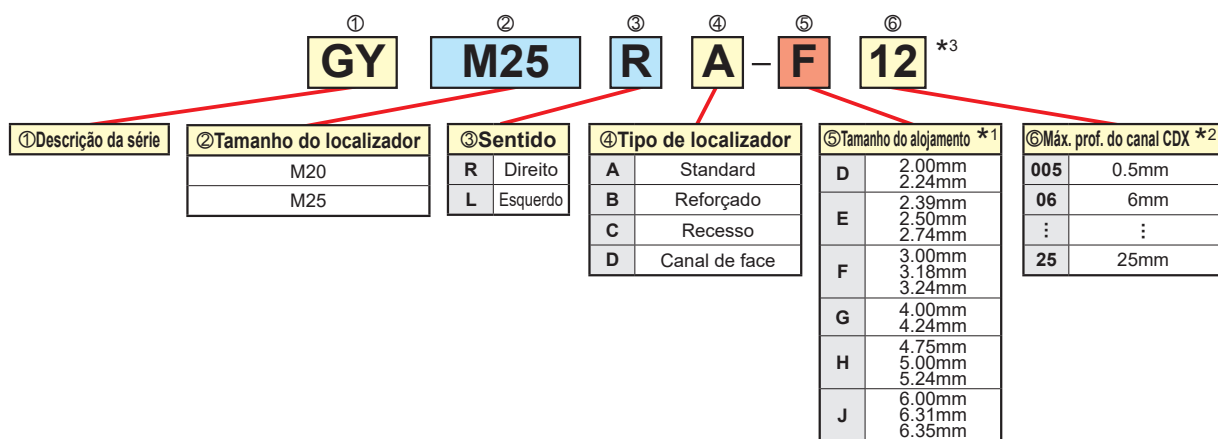 ① ② ③ ④ ⑤ ⑥
GY M25 R A – F 12 *3
①Descrição da série
②Tamanho do localizador
M20
M25
③Sentido
R Direito
L Esquerdo
④Tipo de localizador
A Standard
B Reforçado
C Recesso
D Canal de face
⑤Tamanho do alojamento *1
D 2.00mm
2.24mm
E 2.39mm
2.50mm
2.74mm
F 3.00mm
3.18mm
3.24mm
G 4.00mm
4.24mm
H 4.75mm
5.00mm
5.24mm
J 6.00mm
6.31mm
6.35mm
⑥Máx. prof. do canal CDX *2
005 0.5mm
06 6mm
⋮ ⋮
25 25mm